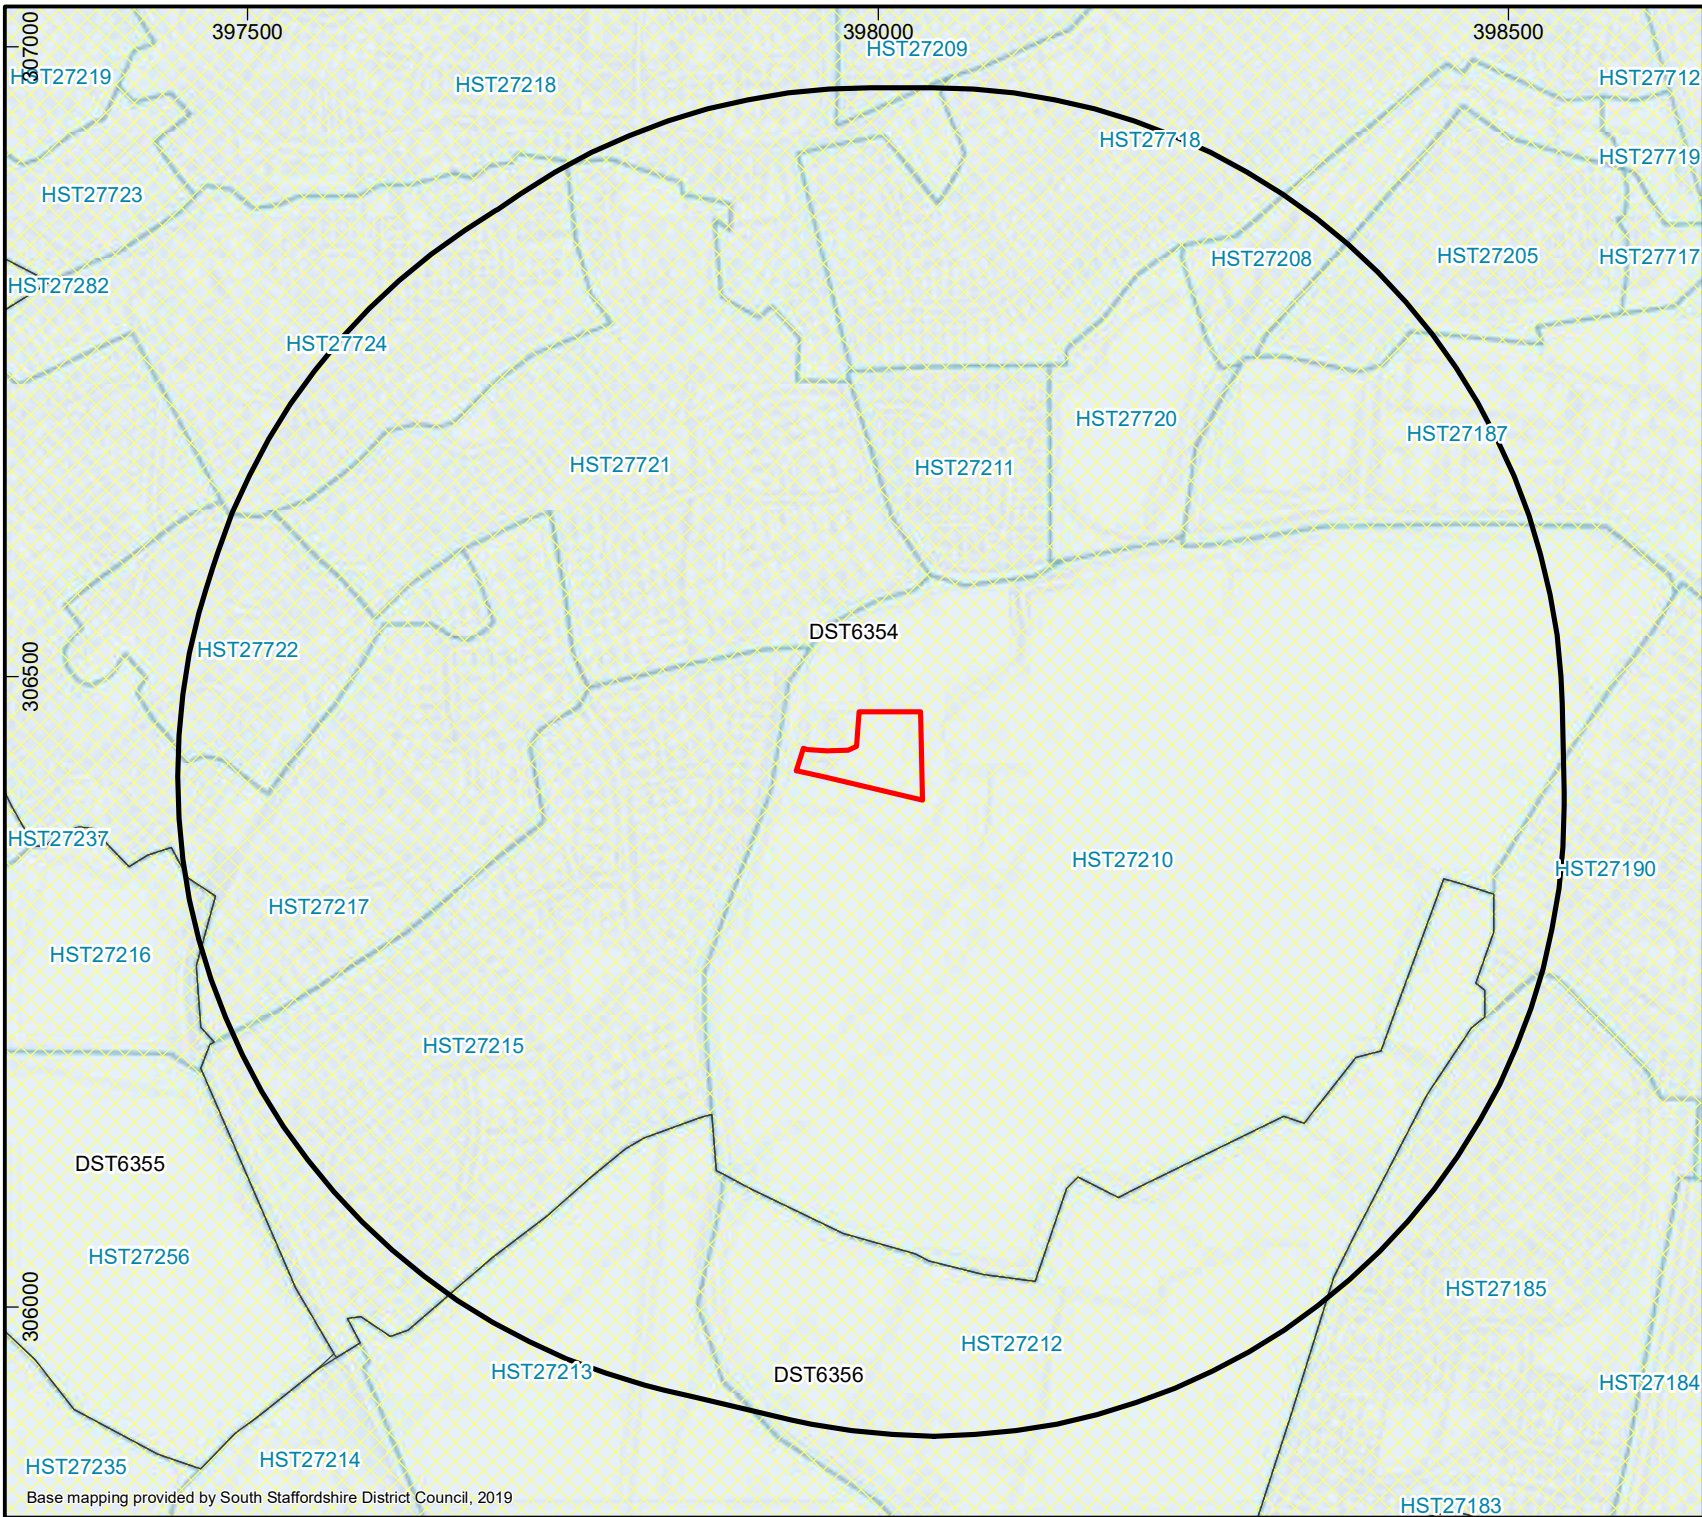 397500
398000
398500
307000
HST27209
HST27219
HST27218
HST27712
HST27718
HST27719
HST27723
HST27208
HST27205
HST27717
HST27282
HST27724
HST27720
HST27187
HST27721
HST27211
DST6354
HST27722
306500
HST27237
HST27210
HST27190
HST27217
HST27216
HST27215
DST6355
HST27256
HST27185
306000
HST27212
HST27213
DST6356
HST27184
HST27235
HST27214
Base mapping provided by South Staffordshire District Council, 2019
HST27183